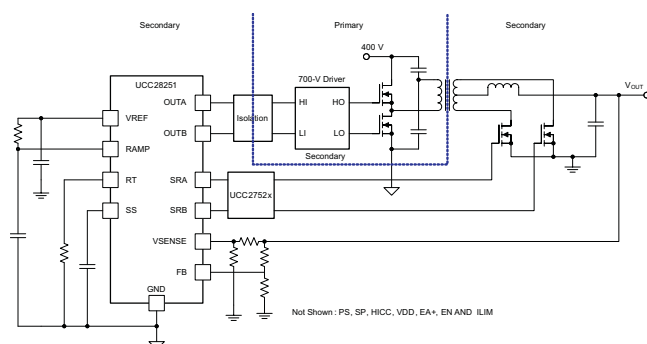 Secondary
Primary
Secondary
400 V
UCC28251
700-V Driver
VOUT
OUTA
HI
HO
VREF
Isolation
OUTB
LI
LO
RAMP
Secondary
RT
SRA
UCC2752x
SS
SRB
VSENSE
FB
GND
Not Shown : PS, SP, HICC, VDD, EA+, EN AND ILIM